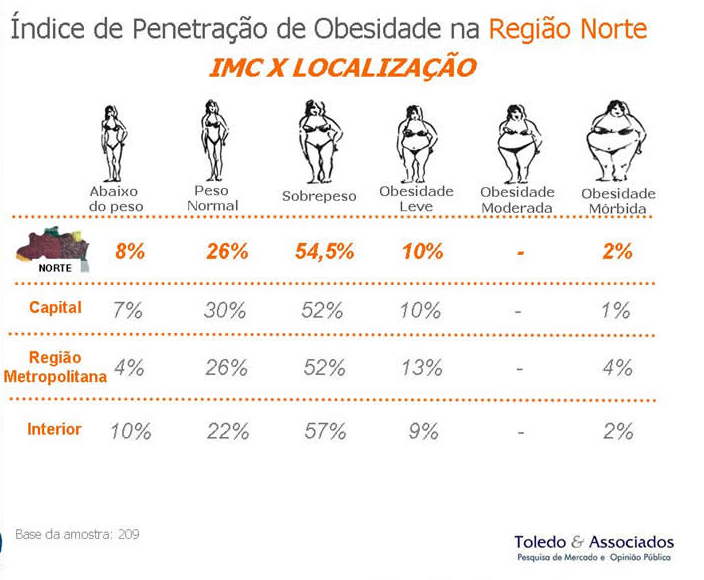 Índice de Penetração de Obesidade na Região Norte
IMC X LOCALIZAÇÃO
Abaixo do peso
Peso Normal
Sobrepeso
Obesidade Leve
Obesidade Moderada
Obesidade Mórbida
NORTE 8% 26% 54,5% 10% - 2%
Capital 7% 30% 52% 10% - 1%
Região Metropolitana 4% 26% 52% 13% - 4%
Interior 10% 22% 57% 9% - 2%
Base da amostra: 209
Toledo & Associados
Pesquisa de Mercado e Opinião Pública